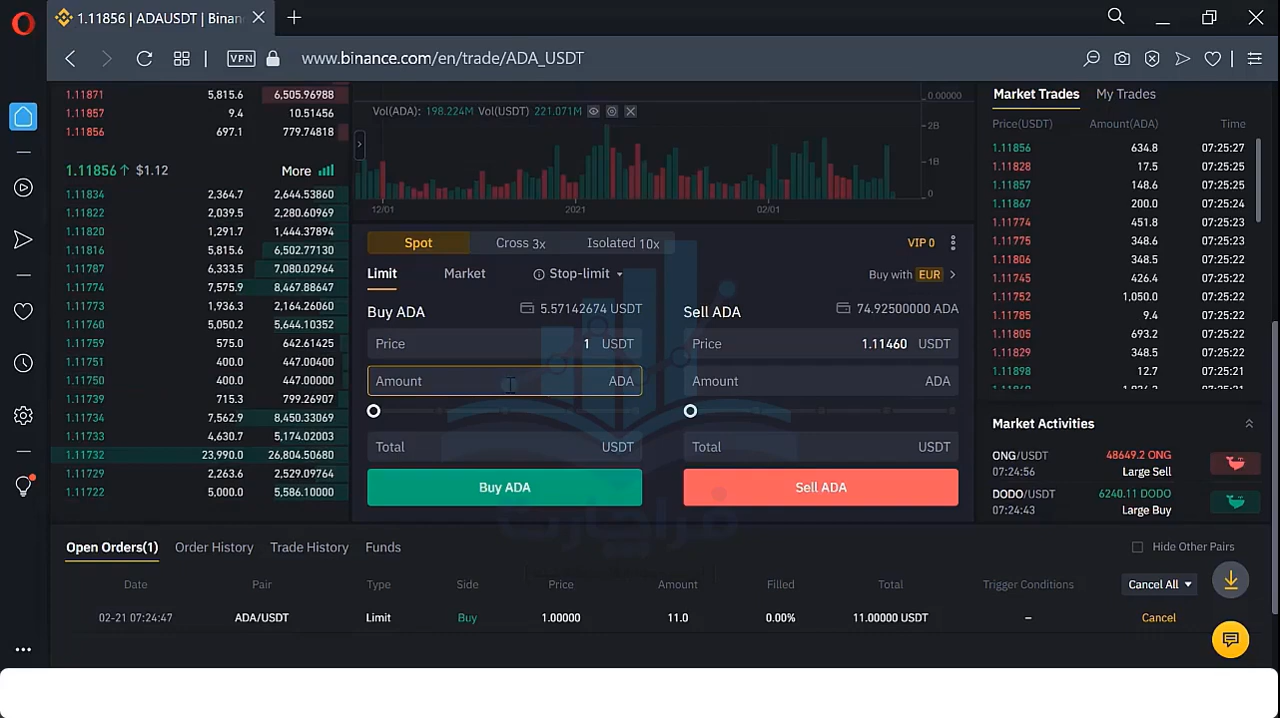 1.11856 | ADAUSDT | Binan
www.binance.com/en/trade/ADA_USDT
VPN
1.11871 5,815.6 6,505.96988
1.11857 9.4 10.51456
1.11856 697.1 779.74818
1.11856↑ $1.12 More
1.11834 2,364.7 2,644.53860
1.11822 2,039.5 2,280.60969
1.11820 1,291.7 1,444.37894
1.11816 5,815.6 6,502.77130
1.11787 6,333.5 7,080.02964
1.11774 7,575.9 8,467.88647
1.11773 1,936.3 2,164.26060
1.11760 5,050.2 5,644.10352
1.11759 575.0 642.61425
1.11751 400.0 447.00400
1.11750 400.0 447.00000
1.11739 715.3 799.26707
1.11734 7,562.9 8,450.33069
1.11733 4,630.7 5,174.02003
1.11732 23,990.0 26,804.50680
1.11729 2,263.6 2,529.09764
1.11722 5,000.0 5,586.10000
Vol(ADA): 198.224M Vol(USDT) 221.071M
0.00000
2B
1B
0
12/01 2021 02/01
Spot Cross 3x Isolated 10x VIP 0
Limit Market Stop-limit Buy with EUR
Buy ADA 5.57142674 USDT
Price 1 USDT
Amount ADA
Total USDT
Buy ADA
Sell ADA 74.92500000 ADA
Price 1.11460 USDT
Amount ADA
Total USDT
Sell ADA
فراچارت
Market Trades My Trades
Price(USDT) Amount(ADA) Time
1.11856 634.8 07:25:27
1.11828 17.5 07:25:25
1.11857 148.6 07:25:25
1.11867 200.0 07:25:24
1.11774 451.8 07:25:23
1.11775 348.6 07:25:23
1.11806 348.5 07:25:23
1.11745 426.4 07:25:22
1.11752 1,050.0 07:25:22
1.11785 9.4 07:25:22
1.11805 693.2 07:25:22
1.11829 348.5 07:25:22
1.11898 12.7 07:25:21
Market Activities
ONG/USDT 48649.2 ONG
07:24:56 Large Sell
DODO/USDT 6240.11 DODO
07:24:43 Large Buy
Open Orders(1) Order History Trade History Funds Hide Other Pairs
Date Pair Type Side Price Amount Filled Total Trigger Conditions Cancel All
02-21 07:24:47 ADA/USDT Limit Buy 1.00000 11.0 0.00% 11.00000 USDT – Cancel